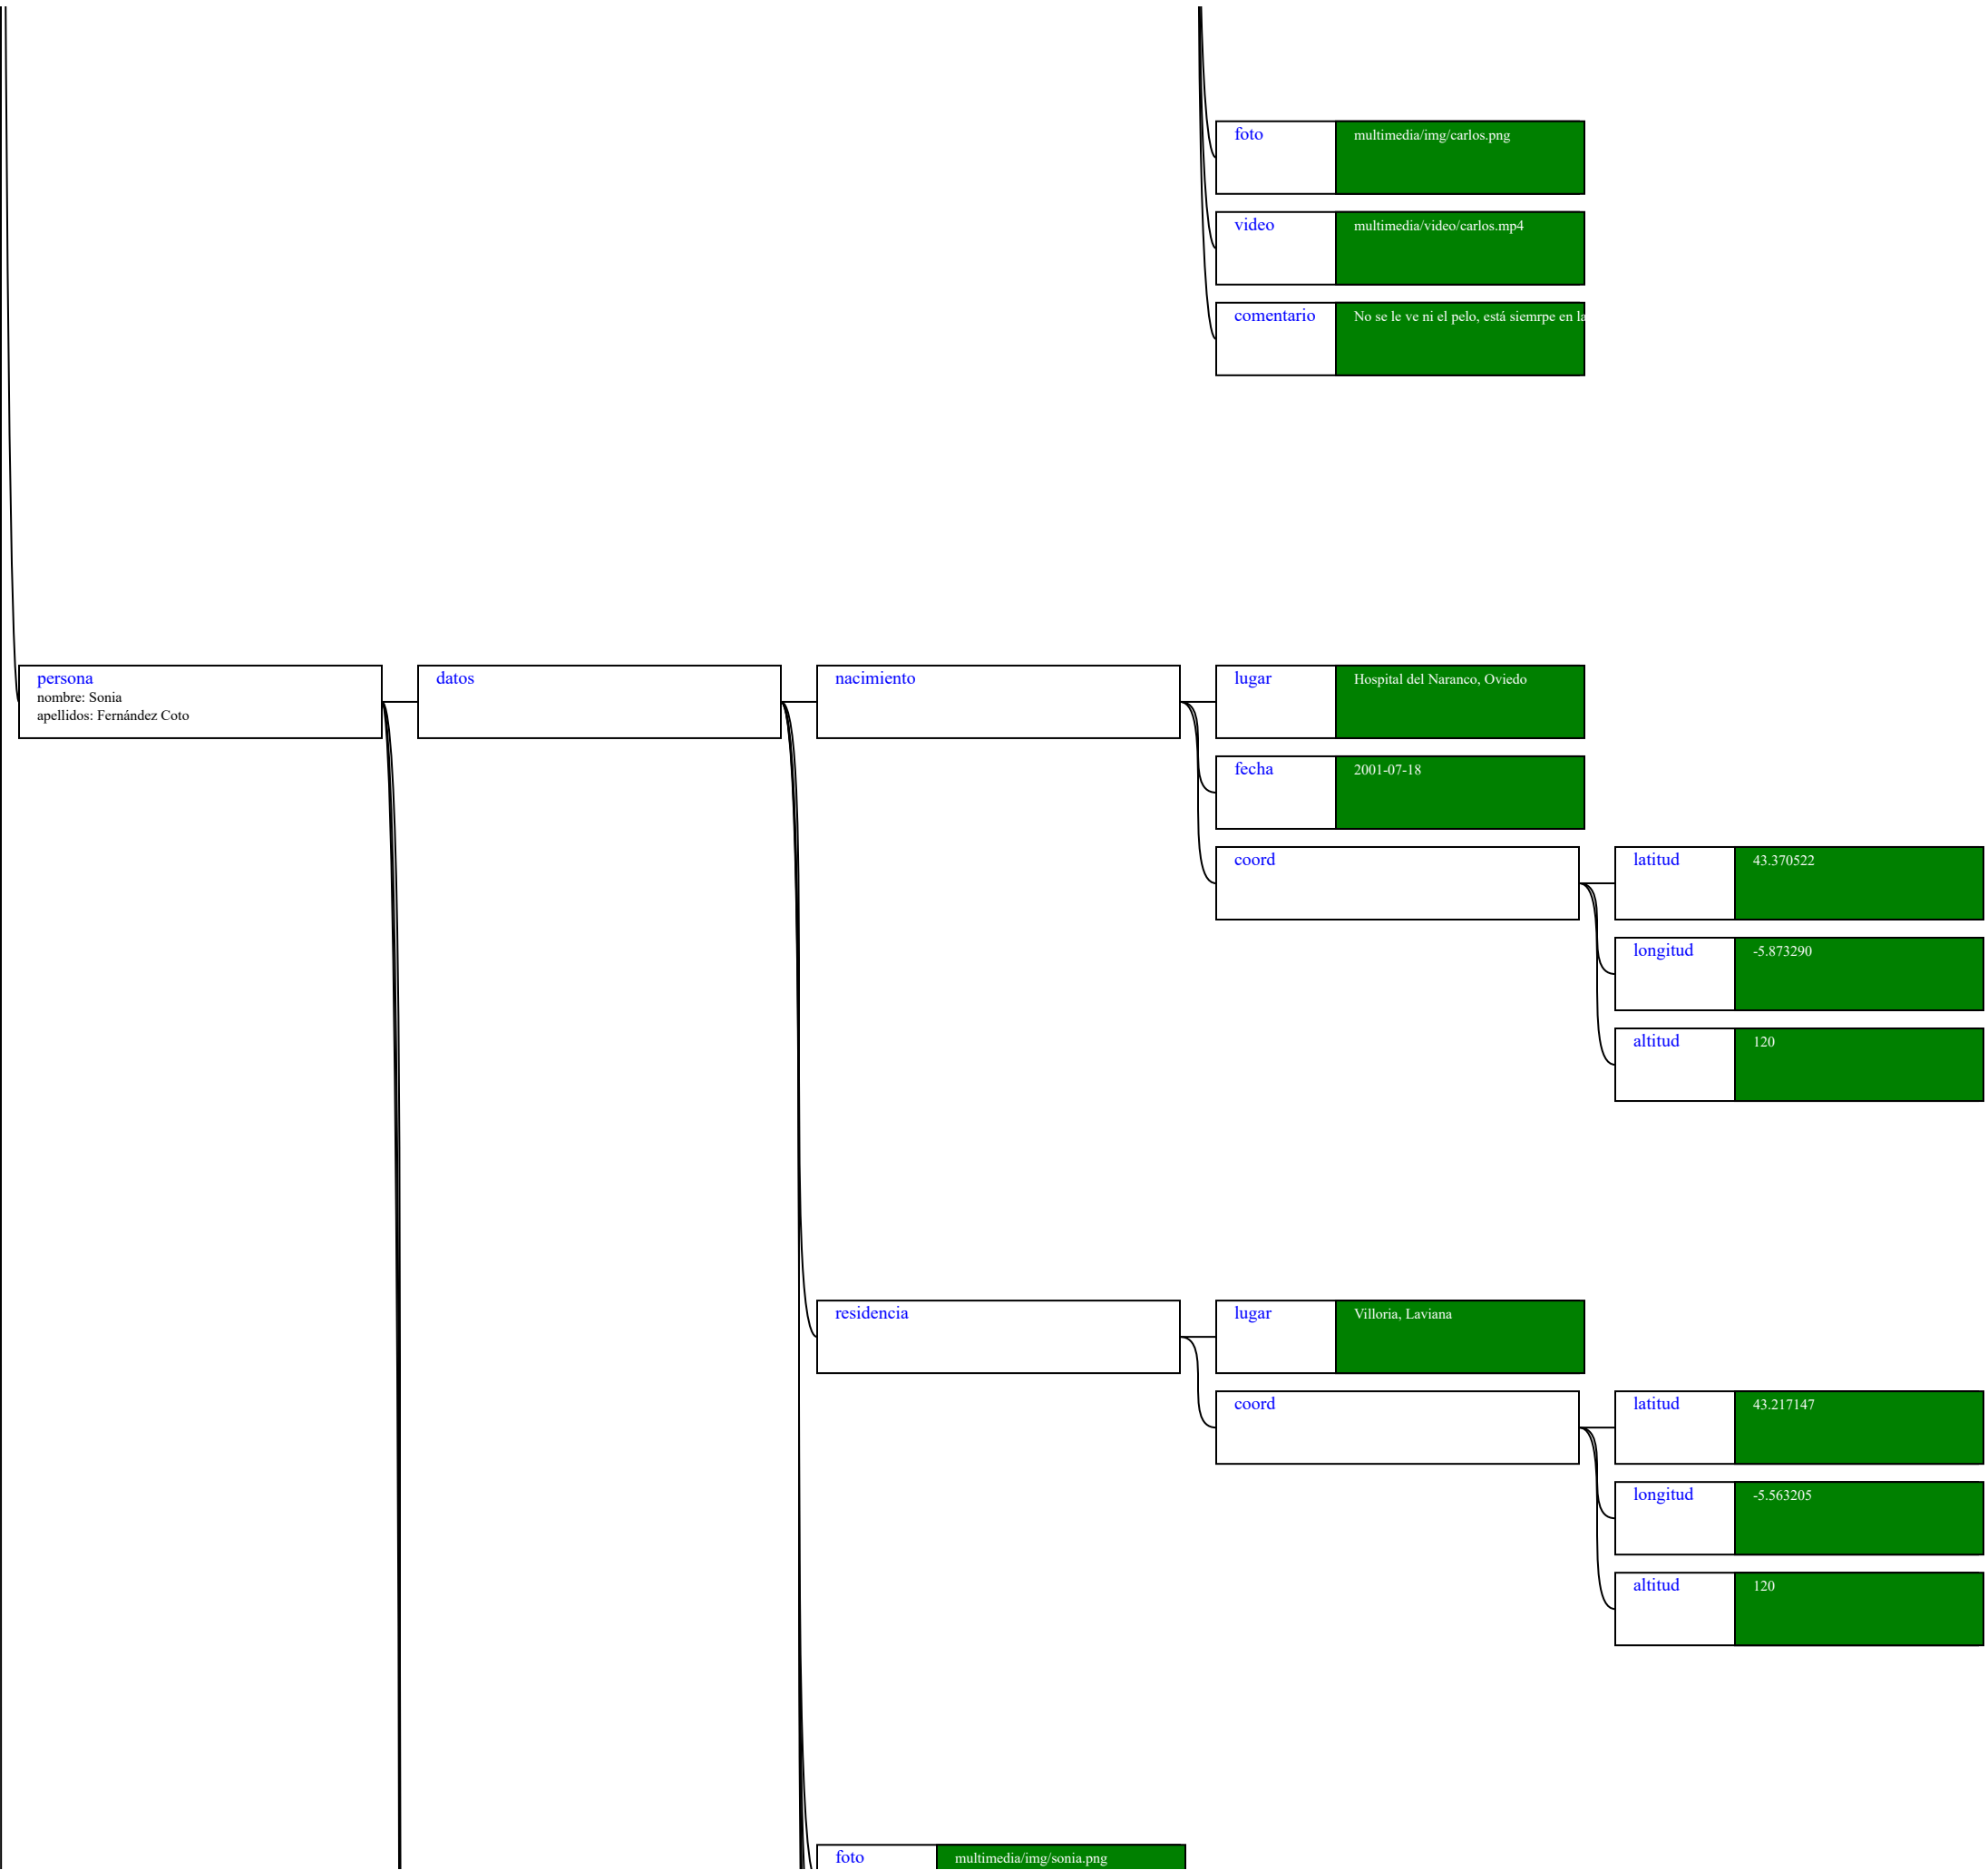 foto multimedia/img/carlos.png
video multimedia/video/carlos.mp4
comentario No se le ve ni el pelo, está siemrpe en la
persona
nombre: Sonia
apellidos: Fernández Coto
datos
nacimiento
lugar Hospital del Naranco, Oviedo
fecha 2001-07-18
coord
latitud 43.370522
longitud -5.873290
altitud 120
residencia
lugar Villoria, Laviana
coord
latitud 43.217147
longitud -5.563205
altitud 120
foto multimedia/img/sonia.png